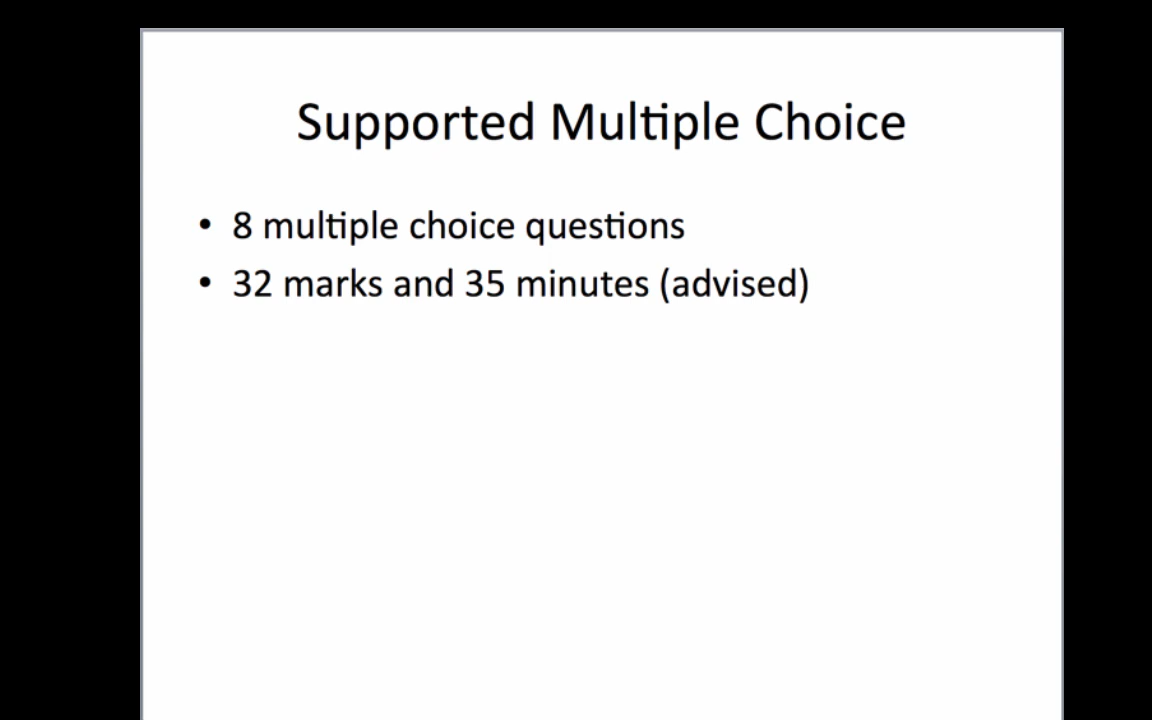 Supported Multiple Choice
• 8 multiple choice questions
• 32 marks and 35 minutes (advised)